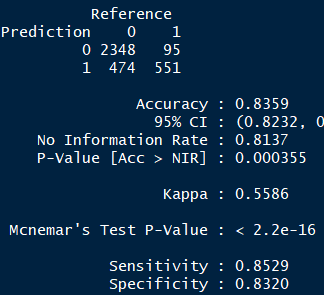 Reference
Prediction 0 1
0 2348 95
1 474 551
Accuracy : 0.8359
95% CI : (0.8232, 0
No Information Rate : 0.8137
P-Value [Acc > NIR] : 0.000355
Kappa : 0.5586
Mcnemar's Test P-Value : < 2.2e-16
Sensitivity : 0.8529
Specificity : 0.8320